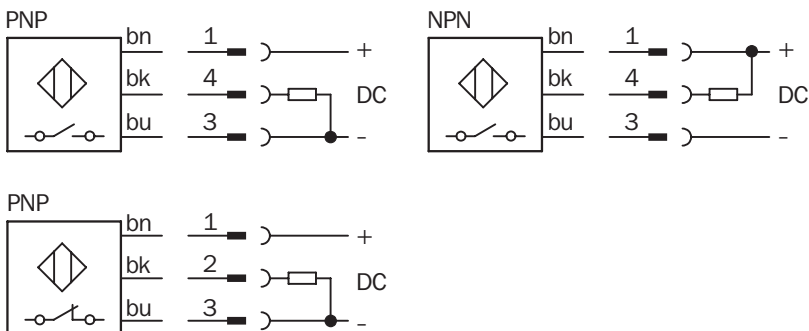 PNP
bn 1 +
bk 4 DC
bu 3 -
NPN
bn 1 +
bk 4 DC
bu 3 -
PNP
bn 1 +
bk 2 DC
bu 3 -